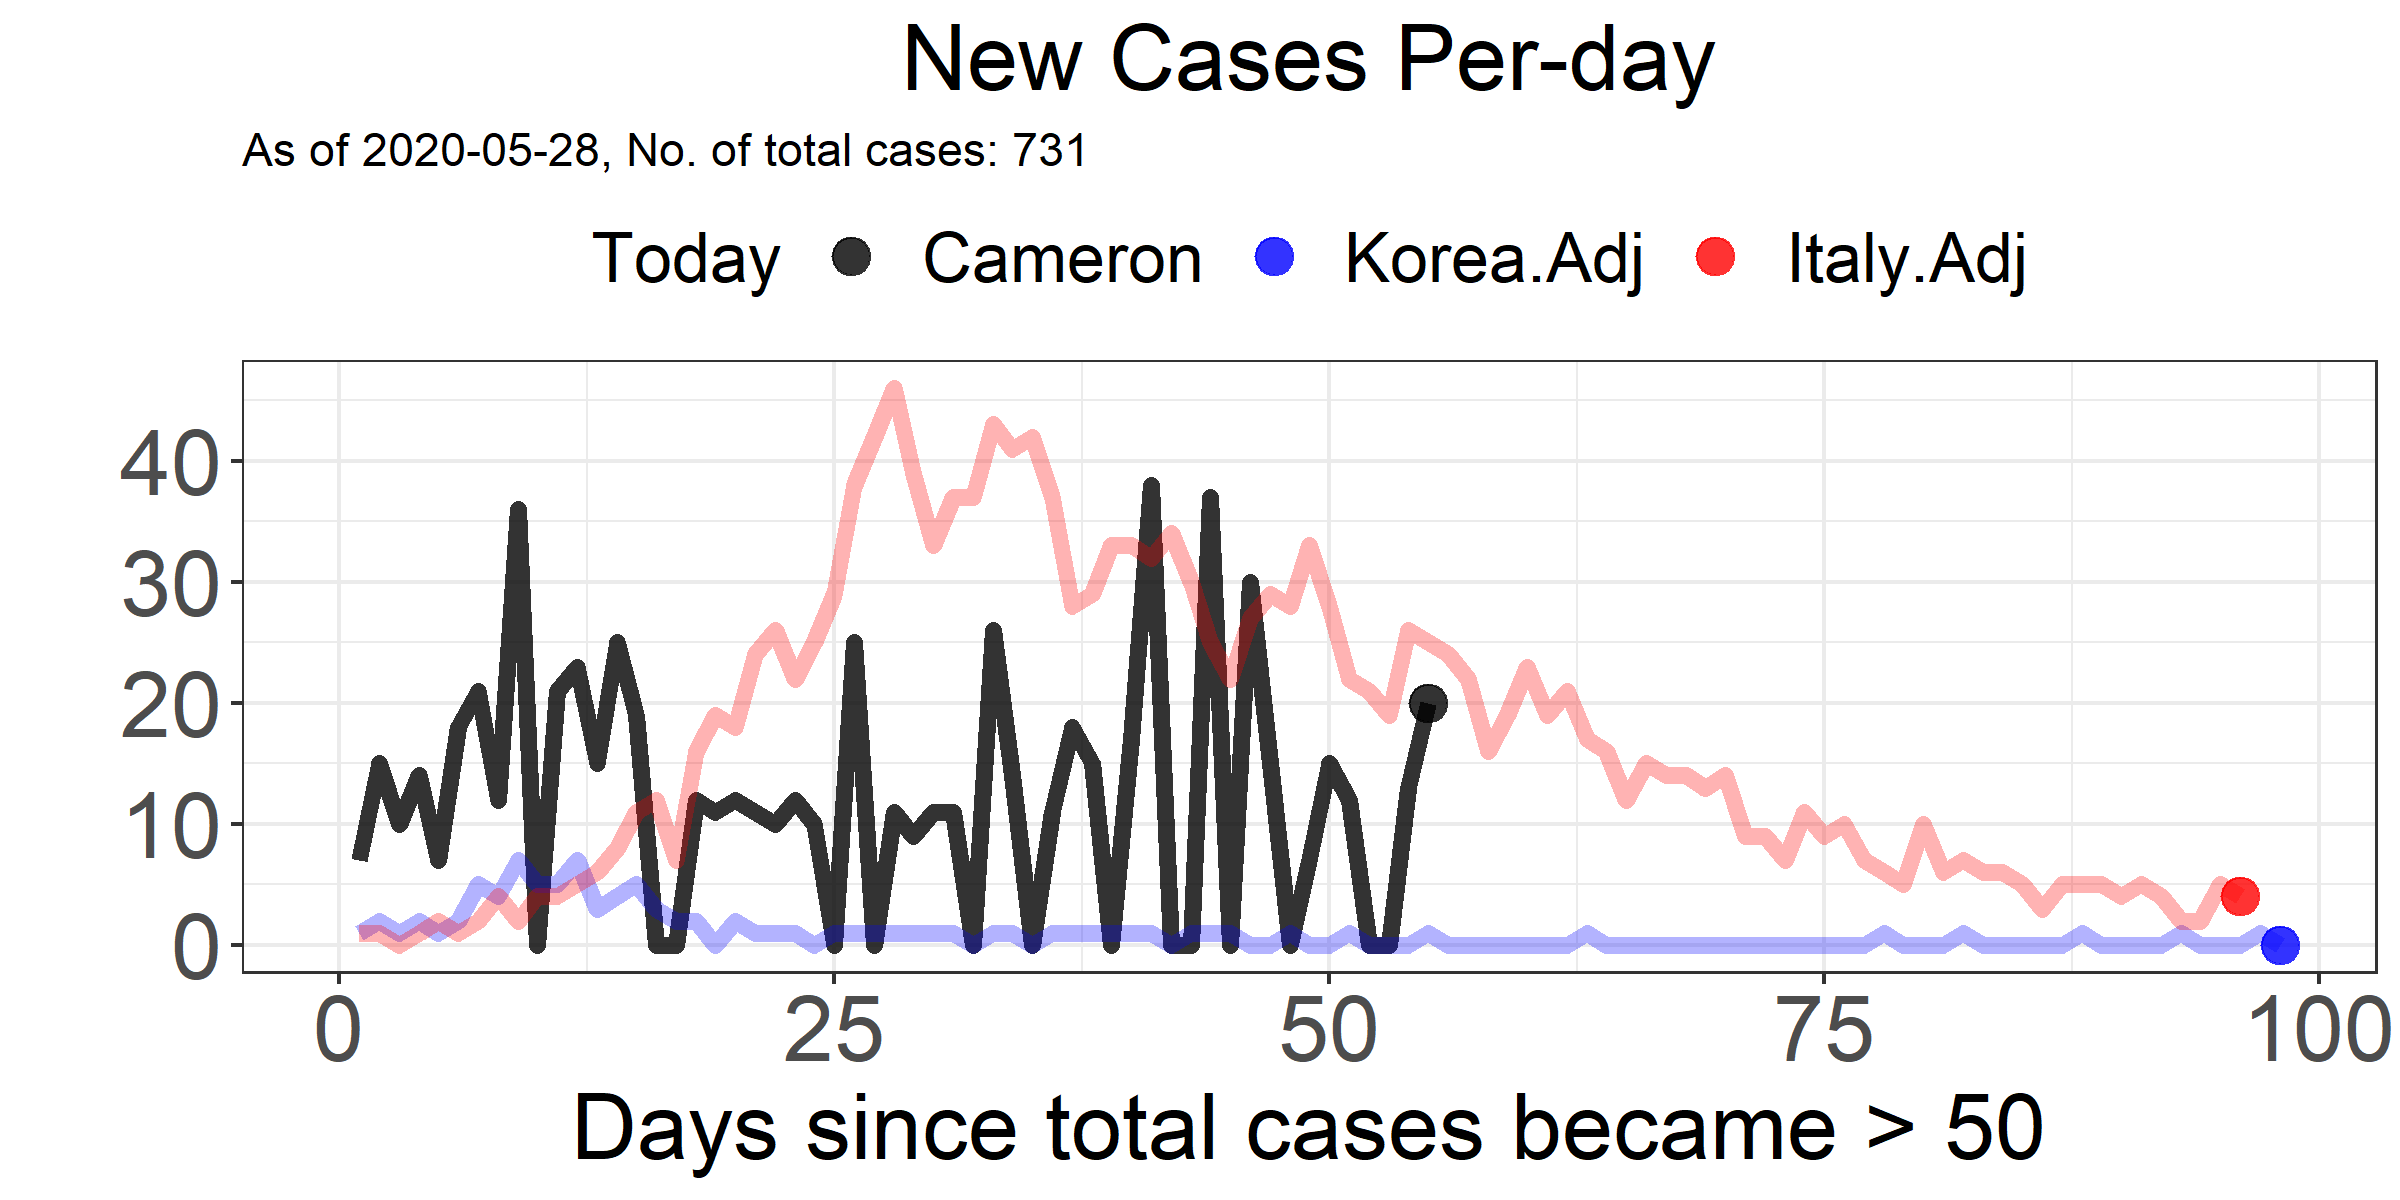 New Cases Per-day
As of 2020-05-28, No. of total cases: 731
Today Cameron Korea.Adj Italy.Adj
40
30
20
10
0
0 25 50 75 100
Days since total cases became > 50